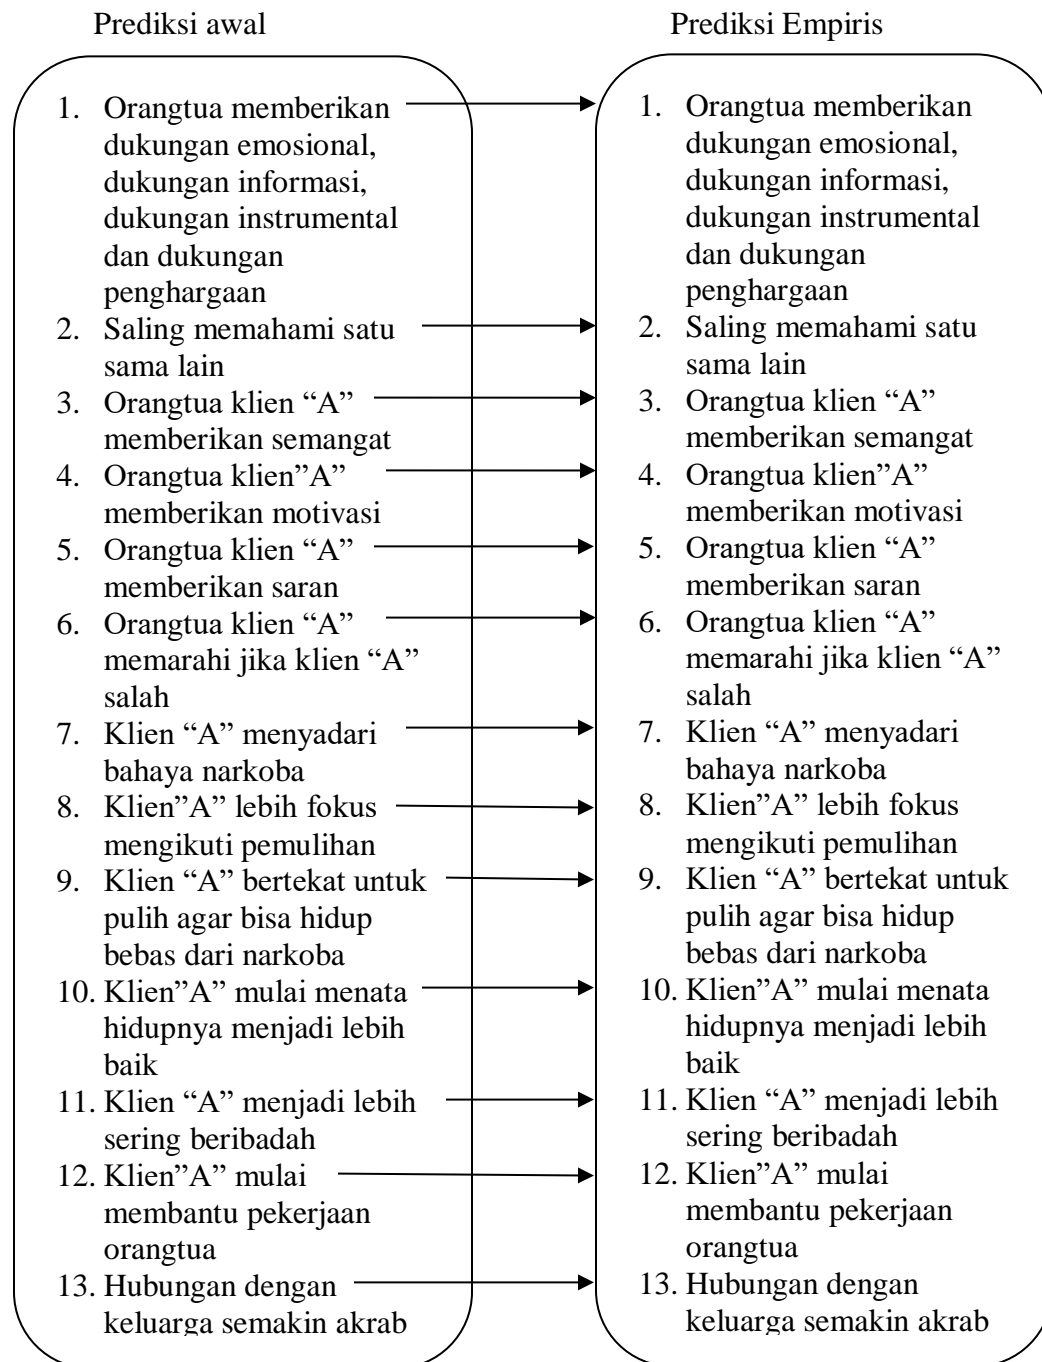 Prediksi awal
1. Orangtua memberikan
dukungan emosional,
dukungan informasi,
dukungan instrumental
dan dukungan
penghargaan
2. Saling memahami satu
sama lain
3. Orangtua klien “A”
memberikan semangat
4. Orangtua klien”A”
memberikan motivasi
5. Orangtua klien “A”
memberikan saran
6. Orangtua klien “A”
memarahi jika klien “A”
salah
7. Klien “A” menyadari
bahaya narkoba
8. Klien”A” lebih fokus
mengikuti pemulihan
9. Klien “A” bertekat untuk
pulih agar bisa hidup
bebas dari narkoba
10. Klien”A” mulai menata
hidupnya menjadi lebih
baik
11. Klien “A” menjadi lebih
sering beribadah
12. Klien”A” mulai
membantu pekerjaan
orangtua
13. Hubungan dengan
keluarga semakin akrab
Prediksi Empiris
1. Orangtua memberikan
dukungan emosional,
dukungan informasi,
dukungan instrumental
dan dukungan
penghargaan
2. Saling memahami satu
sama lain
3. Orangtua klien “A”
memberikan semangat
4. Orangtua klien”A”
memberikan motivasi
5. Orangtua klien “A”
memberikan saran
6. Orangtua klien “A”
memarahi jika klien “A”
salah
7. Klien “A” menyadari
bahaya narkoba
8. Klien”A” lebih fokus
mengikuti pemulihan
9. Klien “A” bertekat untuk
pulih agar bisa hidup
bebas dari narkoba
10. Klien”A” mulai menata
hidupnya menjadi lebih
baik
11. Klien “A” menjadi lebih
sering beribadah
12. Klien”A” mulai
membantu pekerjaan
orangtua
13. Hubungan dengan
keluarga semakin akrab